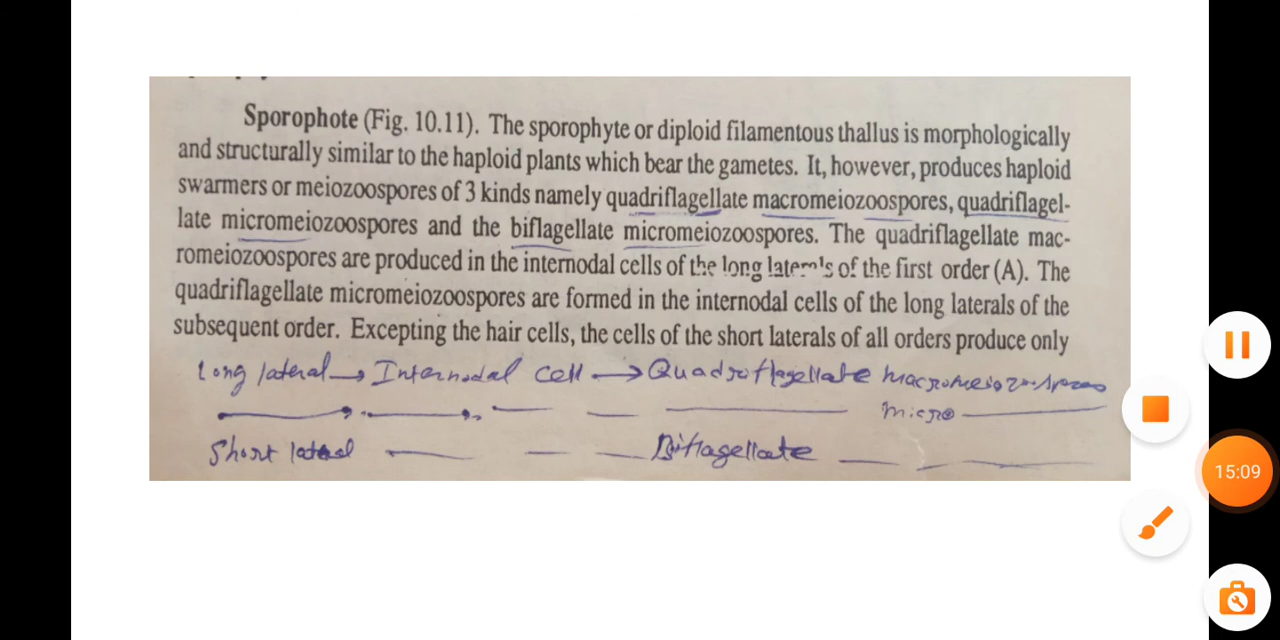 Sporophote (Fig. 10.11). The sporophyte or diploid filamentous thallus is morphologically
and structurally similar to the haploid plants which bear the gametes. It, however, produces haploid
swarmers or meiozoospores of 3 kinds namely quadriflagellate macromeiozoospores, quadriflagel-
late micromeiozoospores and the biflagellate micromeiozoospores. The quadriflagellate mac-
romeiozoospores are produced in the internodal cells of the long laterals of the first order (A). The
quadriflagellate micromeiozoospores are formed in the internodal cells of the long laterals of the
subsequent order. Excepting the hair cells, the cells of the short laterals of all orders produce only
Long lateral → Internodal cell → Quadroflagellate macromeiozoospores
micro
Short lateral Biflagellate
15:09